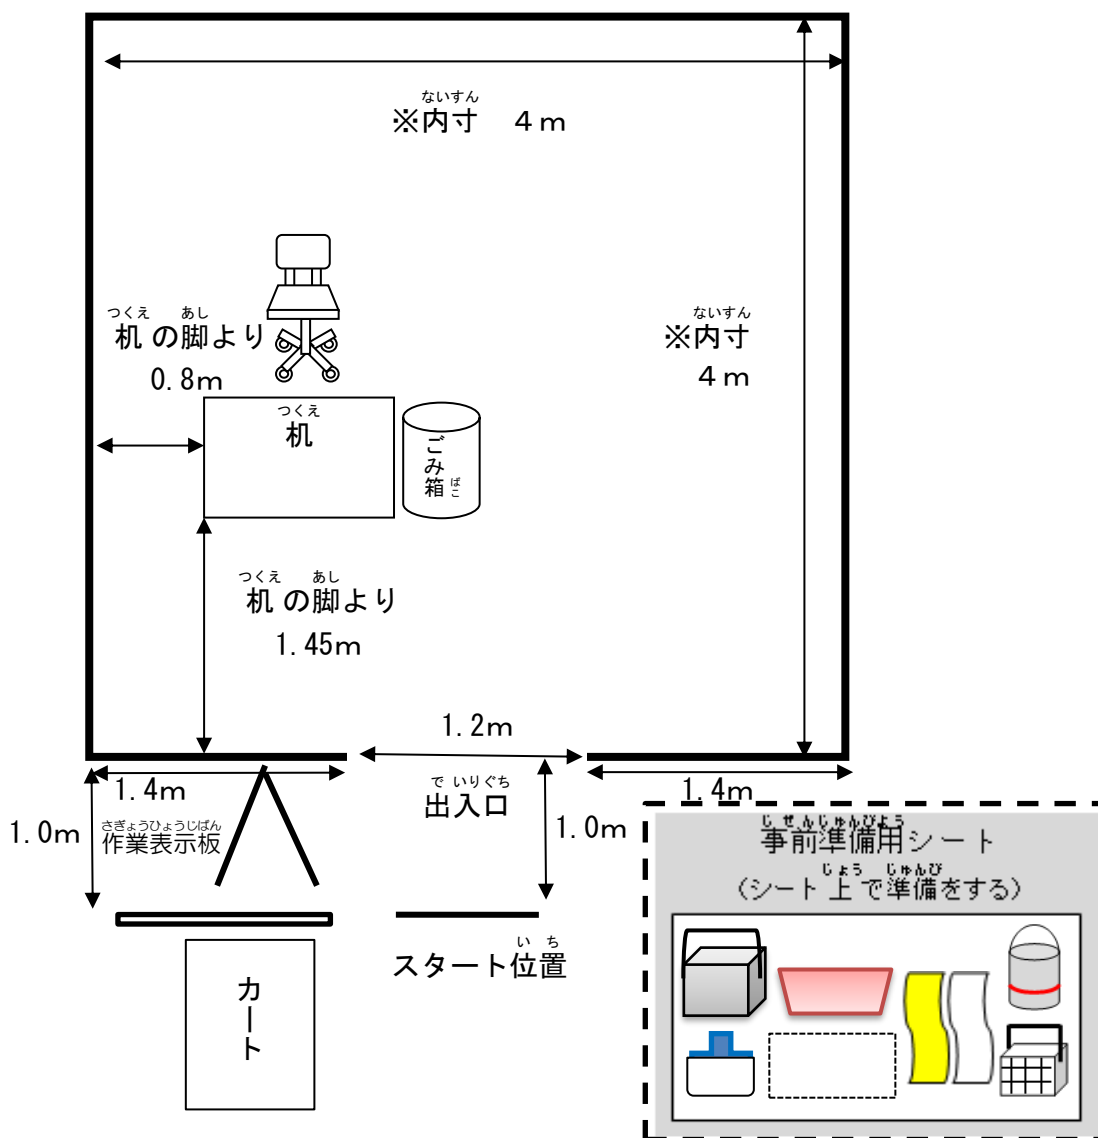 ないすん
※内寸　４ｍ
つくえ　あし
机の脚より
0.8ｍ
ないすん
※内寸
４ｍ
つくえ
机
ごみ箱
ばこ
つくえ　あし
机の脚より
1.45ｍ
1.2ｍ
1.4ｍ
でいりぐち
出入口
1.4ｍ
1.0ｍ
さぎょうひょうじばん
作業表示板
1.0ｍ
じぜんじゅんびよう
事前準備用シート
じょう　じゅんび
（シート上で準備をする）
いち
スタート位置
カート